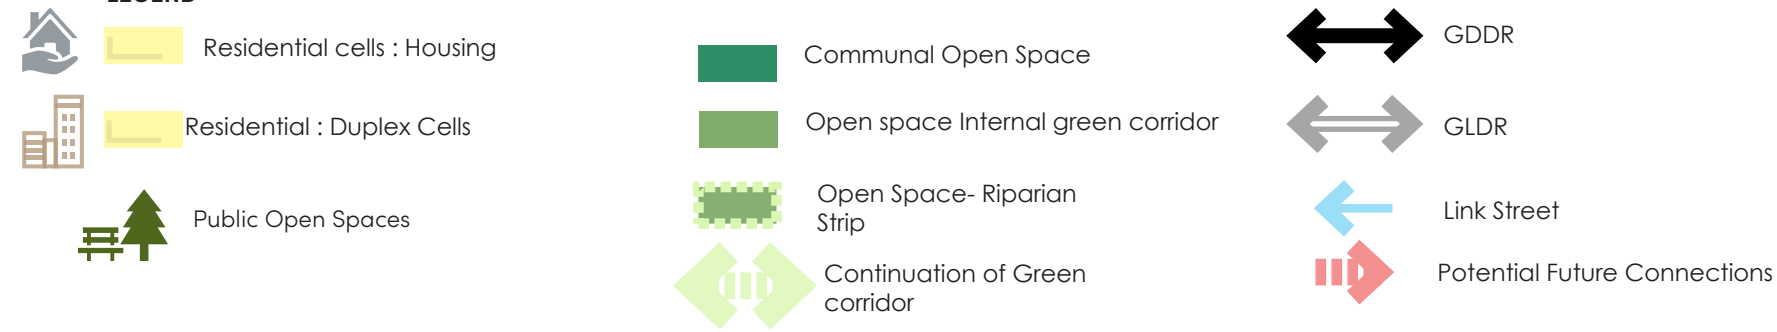 LEGEND
Residential cells : Housing
Residential : Duplex Cells
Public Open Spaces
Communal Open Space
Open space Internal green corridor
Open Space- Riparian
Strip
Continuation of Green
corridor
GDDR
GLDR
Link Street
Potential Future Connections